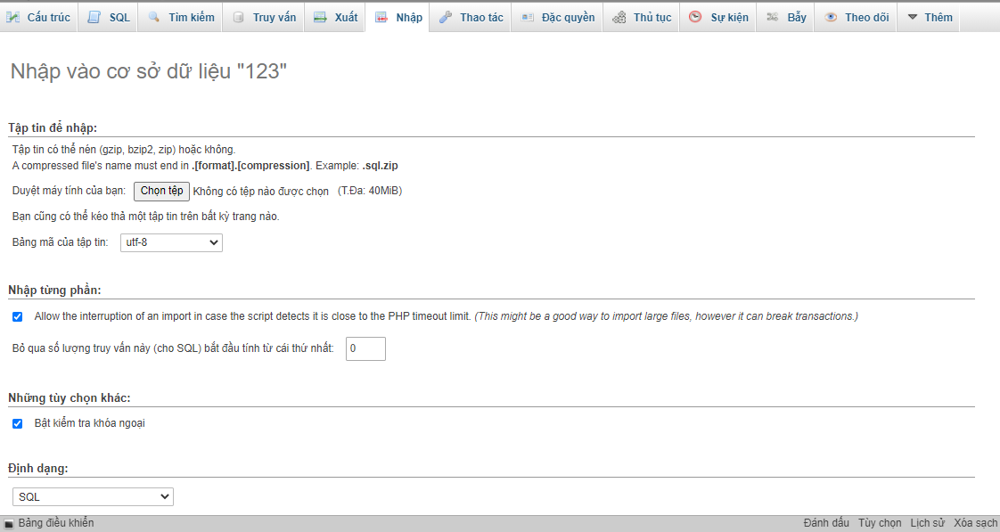 Cấu trúc SQL Tìm kiếm Truy vấn Xuất Nhập Thao tác Đặc quyền Thủ tục Sự kiện Bẫy Theo dõi Thêm
Nhập vào cơ sở dữ liệu "123"
Tập tin để nhập:
Tập tin có thể nén (gzip, bzip2, zip) hoặc không.
A compressed file's name must end in .[format].[compression]. Example: .sql.zip
Duyệt máy tính của bạn: Chọn tệp Không có tệp nào được chọn (T.Đa: 40MiB)
Bạn cũng có thể kéo thả một tập tin trên bất kỳ trang nào.
Bảng mã của tập tin: utf-8
Nhập từng phần:
Allow the interruption of an import in case the script detects it is close to the PHP timeout limit. (This might be a good way to import large files, however it can break transactions.)
Bỏ qua số lượng truy vấn này (cho SQL) bắt đầu tính từ cái thứ nhất: 0
Những tùy chọn khác:
Bật kiểm tra khóa ngoại
Định dạng:
SQL
Bảng điều khiển Đánh dấu Tùy chọn Lịch sử Xóa sạch